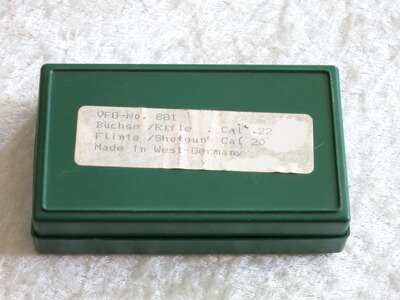 VFG-No. 881
Büchse /Rifle . Cal .22
Flinte /Shotgun Cal 20
Made in West-Germany